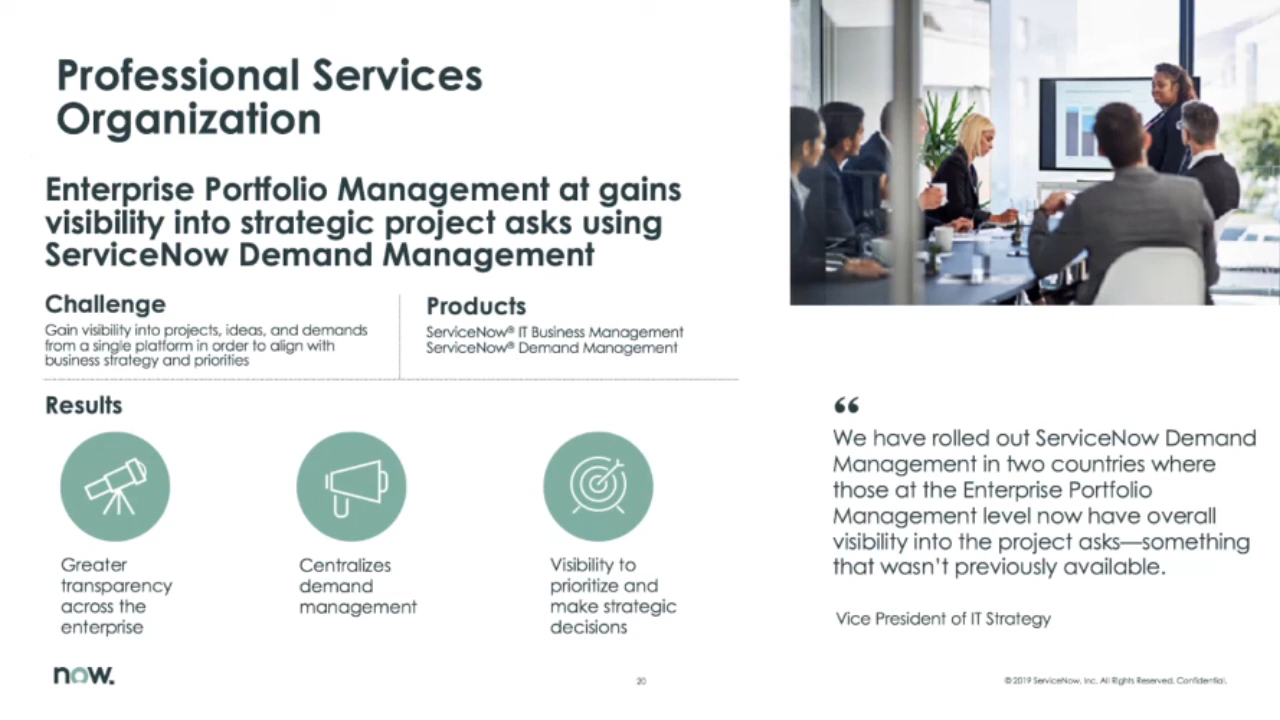 Professional Services
Organization
Enterprise Portfolio Management at gains
visibility into strategic project asks using
ServiceNow Demand Management
Challenge
Gain visibility into projects, ideas, and demands
from a single platform in order to align with
business strategy and priorities
Products
ServiceNow® IT Business Management
ServiceNow® Demand Management
Results
Greater
transparency
across the
enterprise
Centralizes
demand
management
Visibility to
prioritize and
make strategic
decisions
“
We have rolled out ServiceNow Demand
Management in two countries where
those at the Enterprise Portfolio
Management level now have overall
visibility into the project asks—something
that wasn’t previously available.
Vice President of IT Strategy
now.
20
© 2019 ServiceNow, Inc. All Rights Reserved. Confidential.